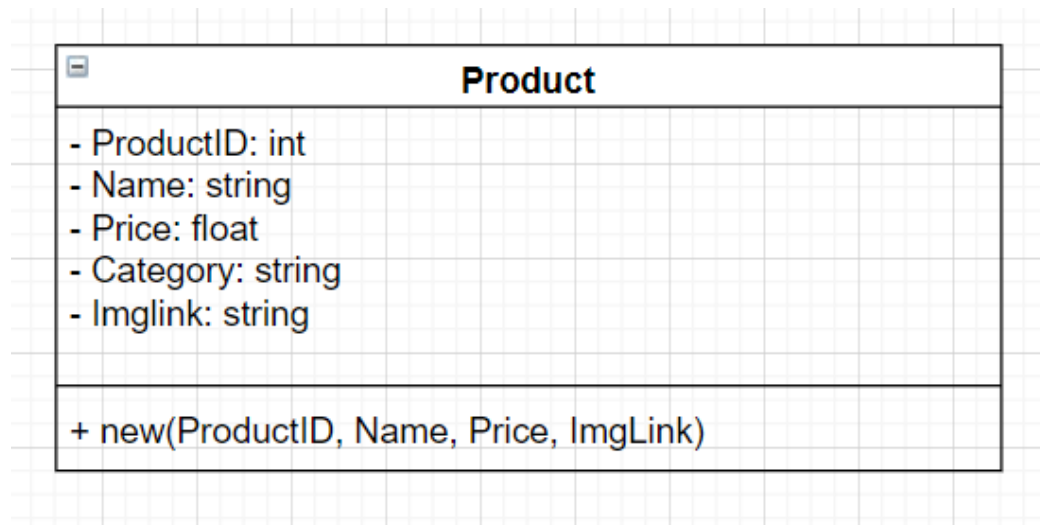 Product
- ProductID: int
- Name: string
- Price: float
- Category: string
- Imglink: string
+ new(ProductID, Name, Price, ImgLink)